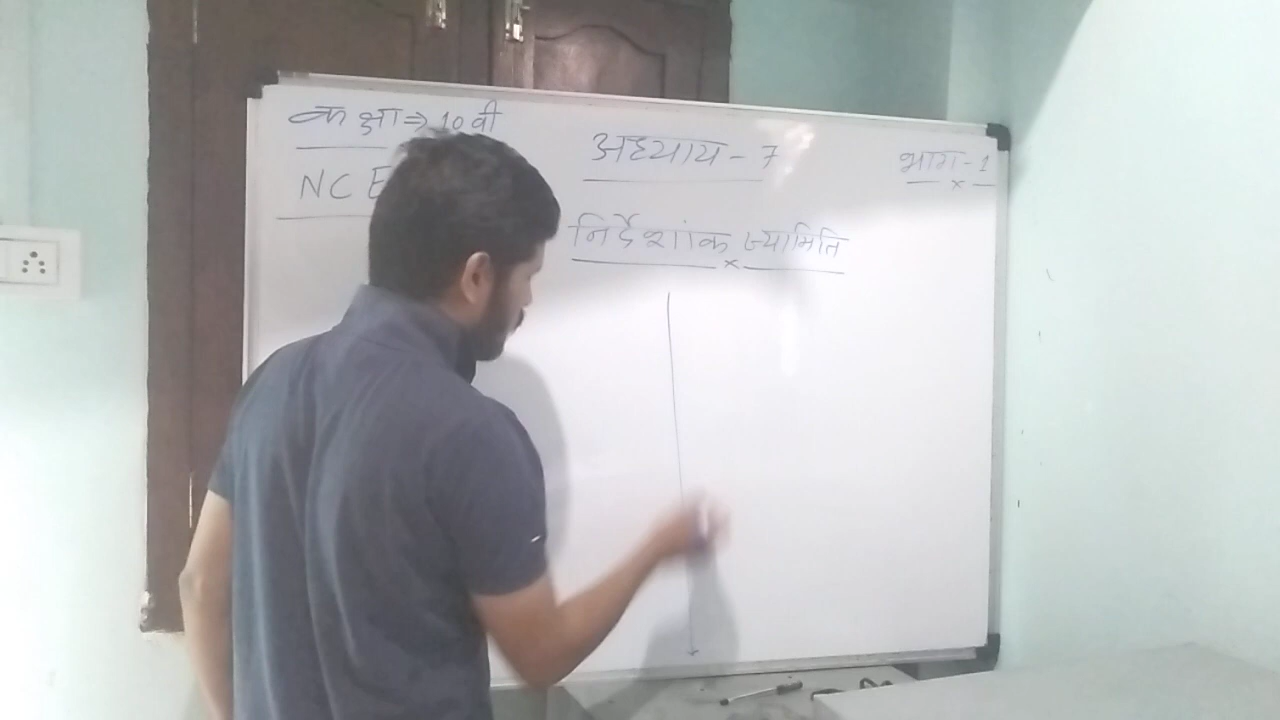 कक्षा ⇒ 10 वी
अध्याय - 7
भाग - 1
NCE
निर्देशांक ज्यामिति